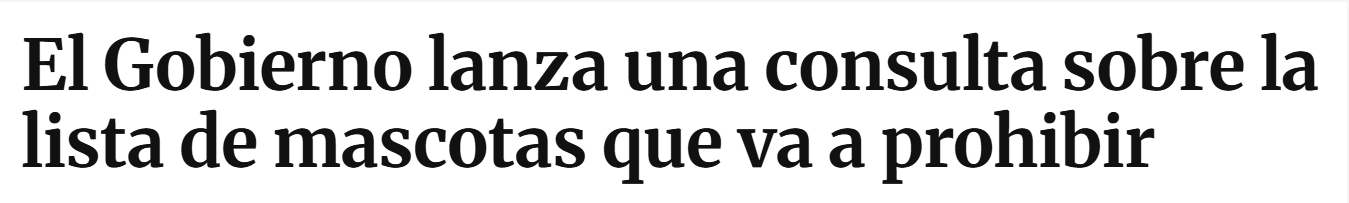 El Gobierno lanza una consulta sobre la
lista de mascotas que va a prohibir